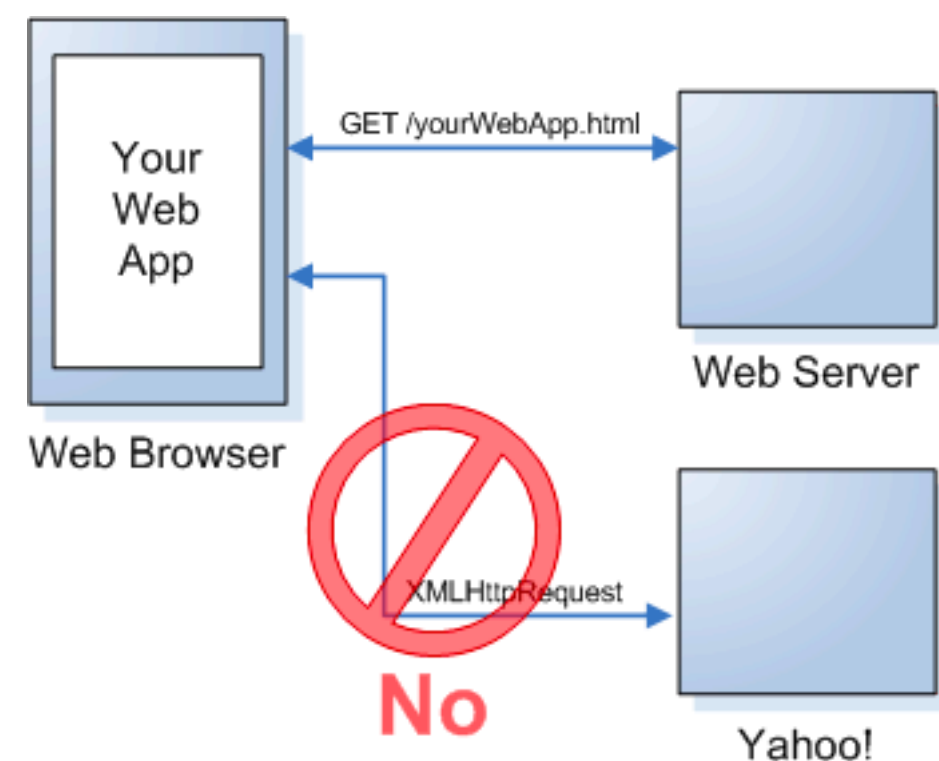 Your
Web
App
Web Browser
GET /yourWebApp.html
Web Server
XMLHttpRequest
No
Yahoo!